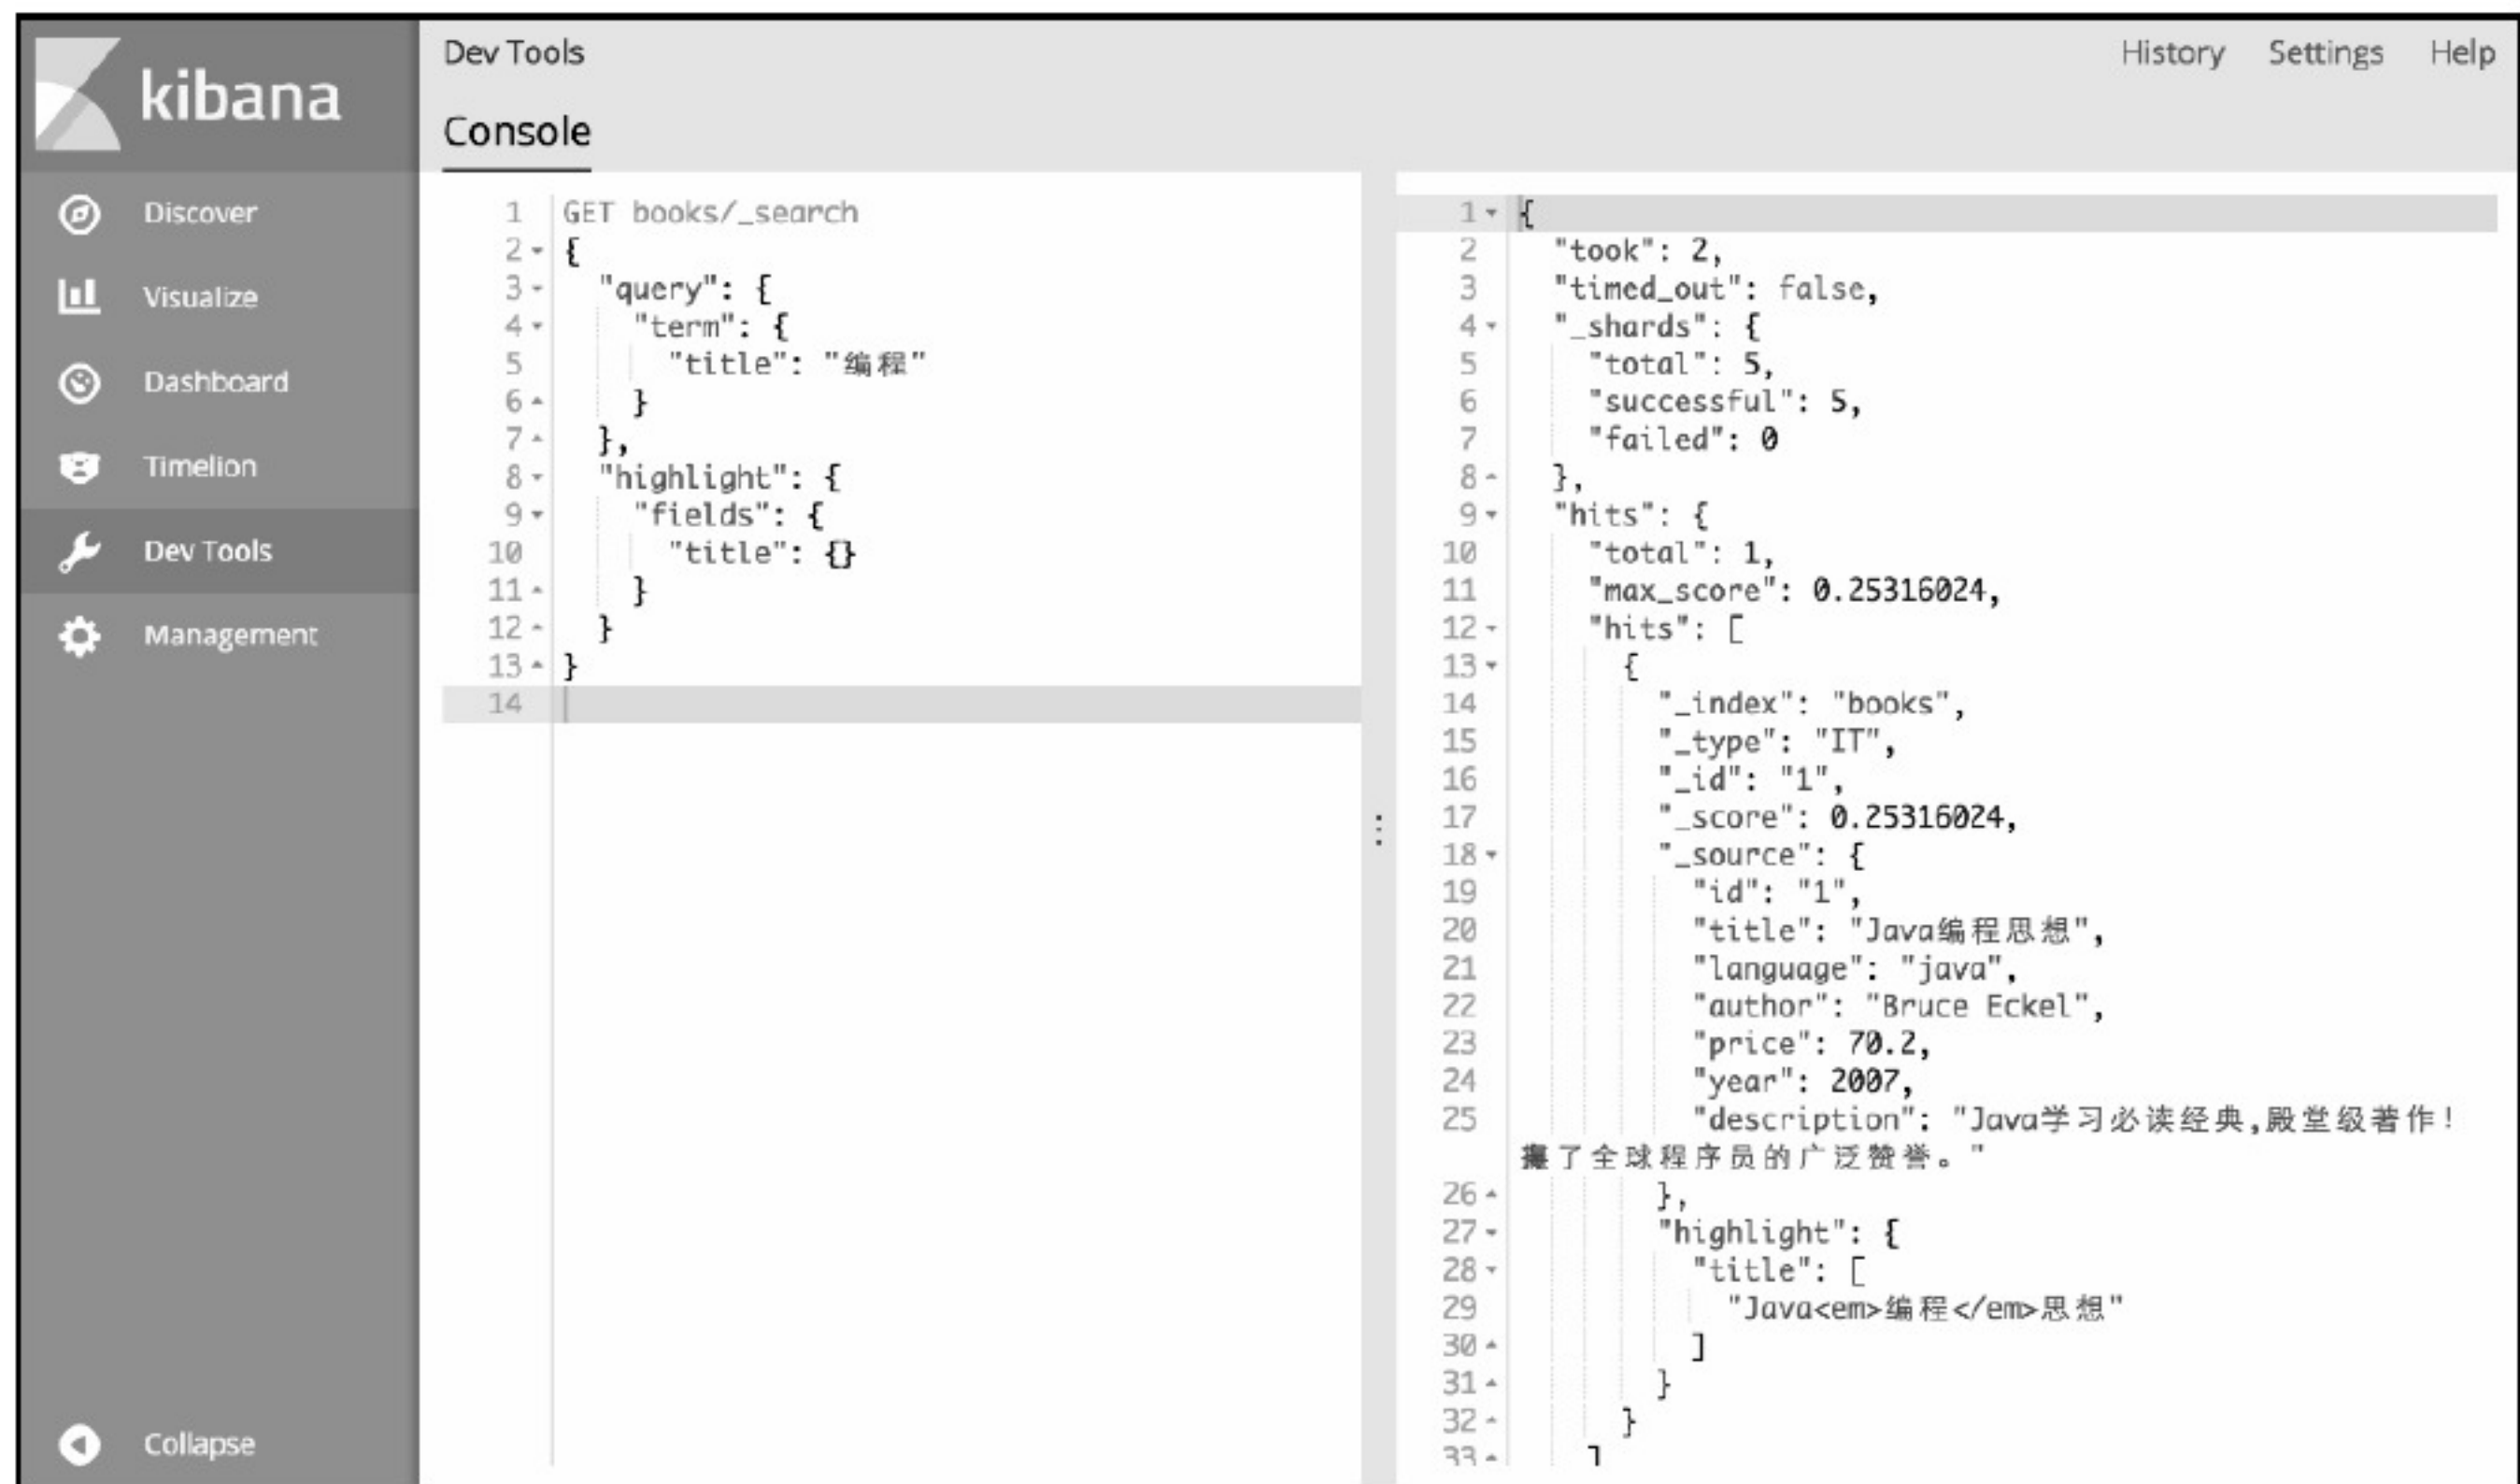 kibana
Discover
Visualize
Dashboard
Timelion
Dev Tools
Management
Collapse
Dev Tools
History Settings Help
Console
1 GET books/_search
2 {
3 "query": {
4 "term": {
5 "title": "编程"
6 }
7 },
8 "highlight": {
9 "fields": {
10 "title": {}
11 }
12 }
13 }
14
1 {
2 "took": 2,
3 "timed_out": false,
4 "_shards": {
5 "total": 5,
6 "successful": 5,
7 "failed": 0
8 },
9 "hits": {
10 "total": 1,
11 "max_score": 0.25316024,
12 "hits": [
13 {
14 "_index": "books",
15 "_type": "IT",
16 "_id": "1",
17 "_score": 0.25316024,
18 "_source": {
19 "id": "1",
20 "title": "Java编程思想",
21 "language": "java",
22 "author": "Bruce Eckel",
23 "price": 70.2,
24 "year": 2007,
25 "description": "Java学习必读经典,殿堂级著作!
了全球程序员的广泛赞誉。"
26 },
27 "highlight": {
28 "title": [
29 "Java<em>编程</em>思想"
30 ]
31 }
32 }
33 ]